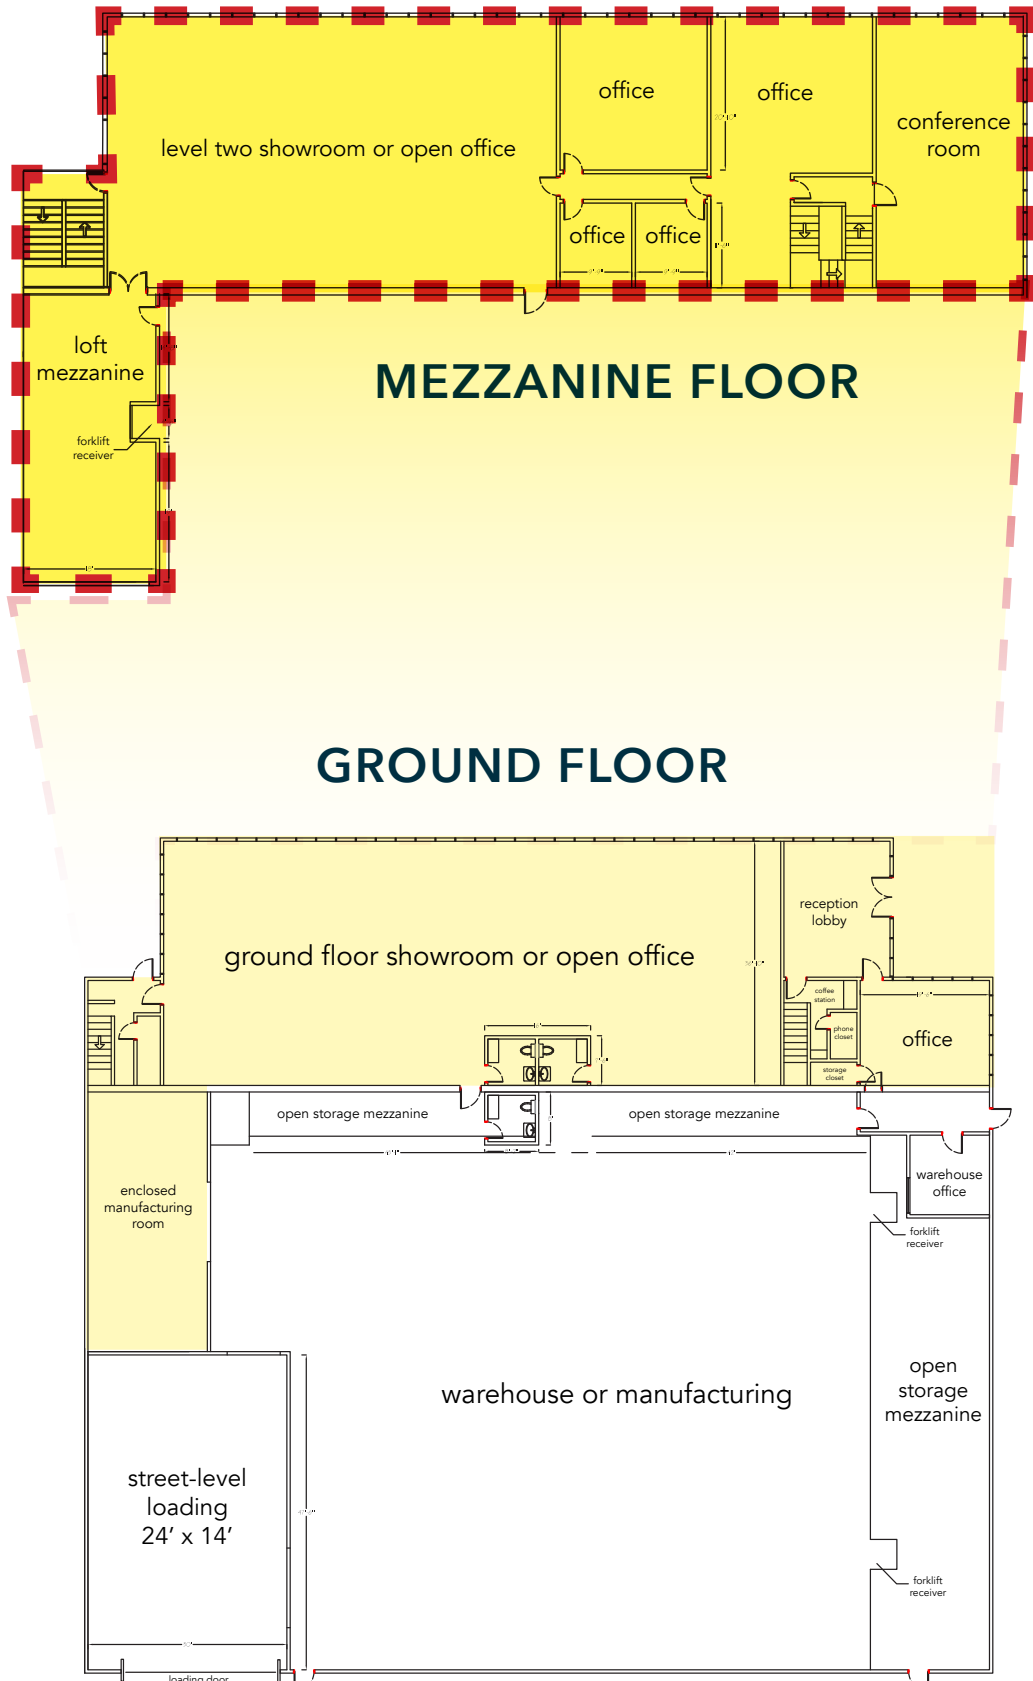 office
office
conference
room
level two showroom or open office
office
office
loft
mezzanine
forklift
receiver
18'
MEZZANINE FLOOR
GROUND FLOOR
reception
lobby
ground floor showroom or open office
coffee
station
phone
closet
storage
closet
office
open storage mezzanine
open storage mezzanine
enclosed
manufacturing
room
warehouse
office
forklift
receiver
open
storage
mezzanine
warehouse or manufacturing
street-level
loading
24' x 14'
forklift
receiver
loading door